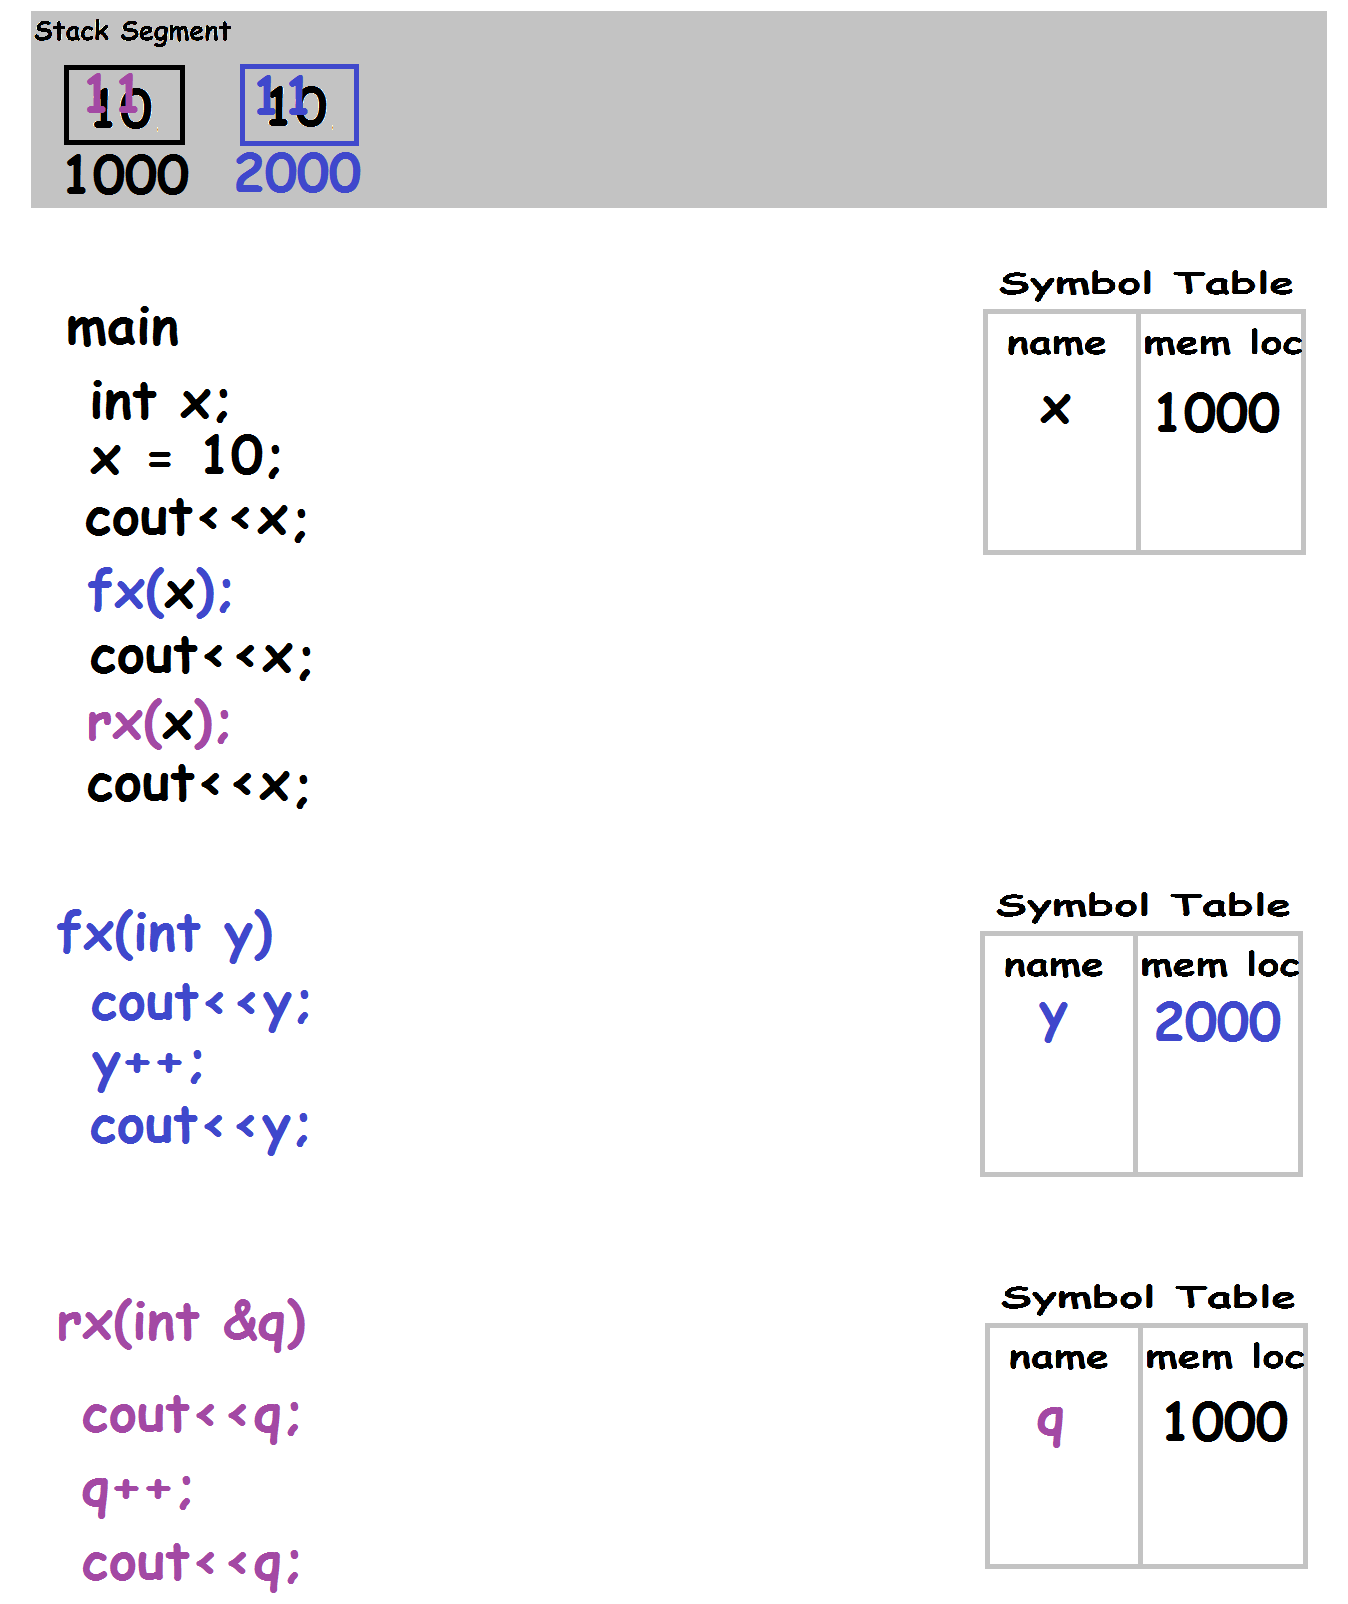 Stack Segment
11 10 11 10
1000 2000
Symbol Table
name mem loc
x 1000
main
int x;
x = 10;
cout<<x;
fx(x);
cout<<x;
rx(x);
cout<<x;
Symbol Table
name mem loc
y 2000
fx(int y)
cout<<y;
y++;
cout<<y;
Symbol Table
name mem loc
q 1000
rx(int &q)
cout<<q;
q++;
cout<<q;